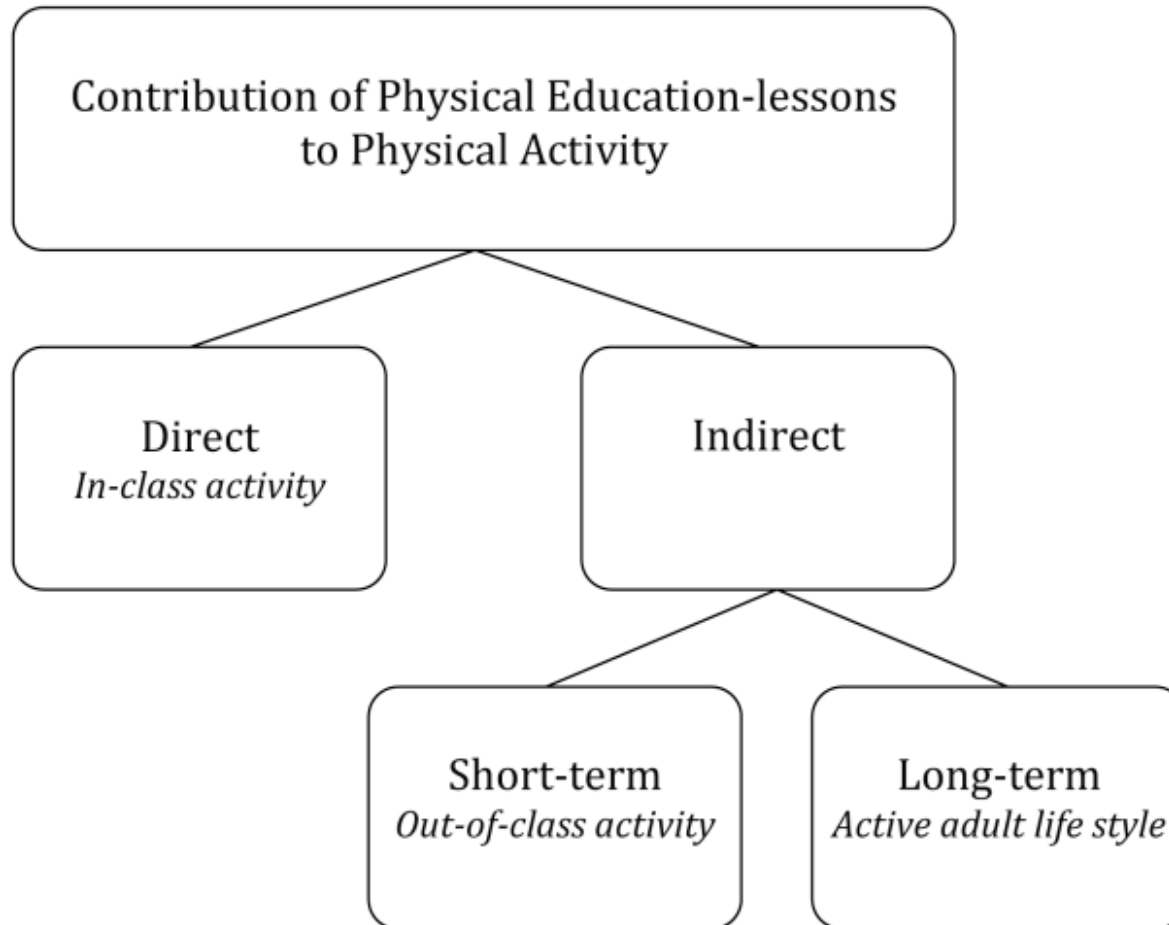 Contribution of Physical Education-lessons
to Physical Activity
Direct
In-class activity
Indirect
Short-term
Out-of-class activity
Long-term
Active adult life style